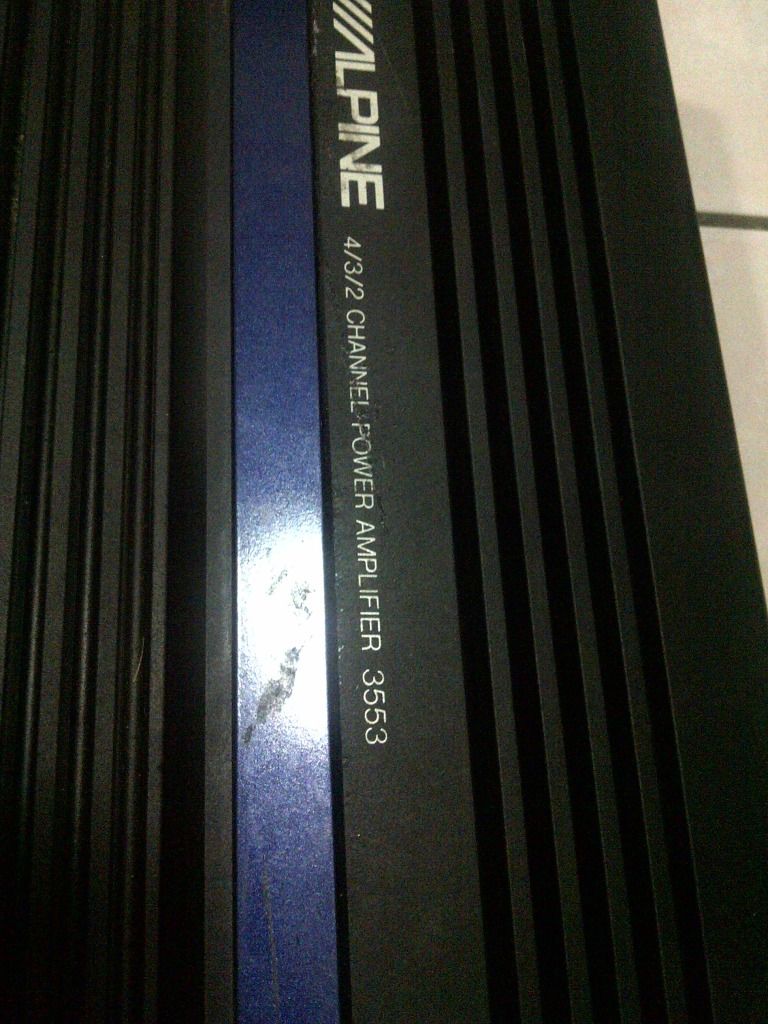 ALPINE
4/3/2 CHANNEL POWER AMPLIFIER 3553